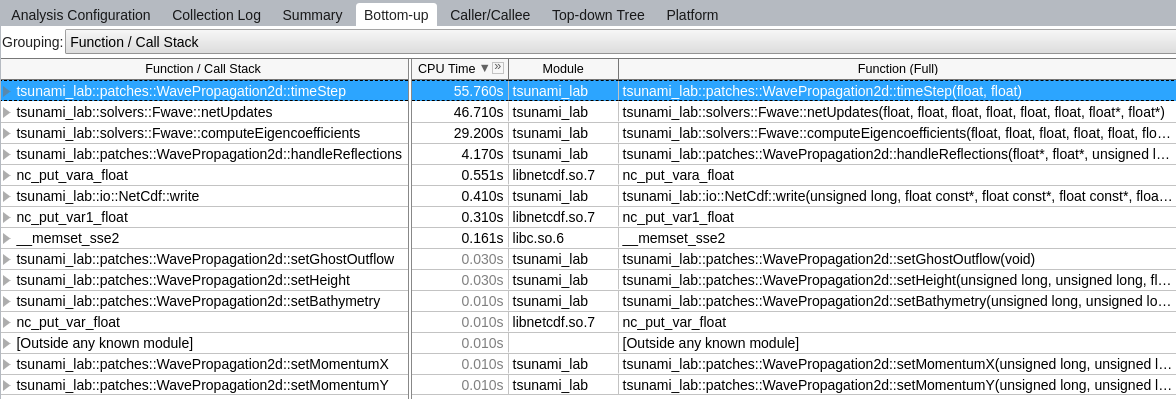 Analysis Configuration Collection Log Summary Bottom-up Caller/Callee Top-down Tree Platform
Grouping: Function / Call Stack
Function / Call Stack CPU Time ▼ » Module Function (Full)
tsunami_lab::patches::WavePropagation2d::timeStep 55.760s tsunami_lab tsunami_lab::patches::WavePropagation2d::timeStep(float, float)
tsunami_lab::solvers::Fwave::netUpdates 46.710s tsunami_lab tsunami_lab::solvers::Fwave::netUpdates(float, float, float, float, float, float, float*, float*)
tsunami_lab::solvers::Fwave::computeEigencoefficients 29.200s tsunami_lab tsunami_lab::solvers::Fwave::computeEigencoefficients(float, float, float, float, float, flo…
tsunami_lab::patches::WavePropagation2d::handleReflections 4.170s tsunami_lab tsunami_lab::patches::WavePropagation2d::handleReflections(float*, float*, unsigned l…
nc_put_vara_float 0.551s libnetcdf.so.7 nc_put_vara_float
tsunami_lab::io::NetCdf::write 0.410s tsunami_lab tsunami_lab::io::NetCdf::write(unsigned long, float const*, float const*, float const*, floa…
nc_put_var1_float 0.310s libnetcdf.so.7 nc_put_var1_float
__memset_sse2 0.161s libc.so.6 __memset_sse2
tsunami_lab::patches::WavePropagation2d::setGhostOutflow 0.030s tsunami_lab tsunami_lab::patches::WavePropagation2d::setGhostOutflow(void)
tsunami_lab::patches::WavePropagation2d::setHeight 0.030s tsunami_lab tsunami_lab::patches::WavePropagation2d::setHeight(unsigned long, unsigned long, fl…
tsunami_lab::patches::WavePropagation2d::setBathymetry 0.010s tsunami_lab tsunami_lab::patches::WavePropagation2d::setBathymetry(unsigned long, unsigned lo…
nc_put_var_float 0.010s libnetcdf.so.7 nc_put_var_float
[Outside any known module] 0.010s [Outside any known module]
tsunami_lab::patches::WavePropagation2d::setMomentumX 0.010s tsunami_lab tsunami_lab::patches::WavePropagation2d::setMomentumX(unsigned long, unsigned l…
tsunami_lab::patches::WavePropagation2d::setMomentumY 0.010s tsunami_lab tsunami_lab::patches::WavePropagation2d::setMomentumY(unsigned long, unsigned l…